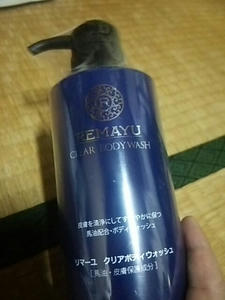 R
REMAYU
CLEAR BODY WASH
皮膚を清浄にしてすこやかに保つ
馬油配合・ボディウォッシュ
リマーユ クリアボディウォッシュ
[馬油・皮膚保護成分]